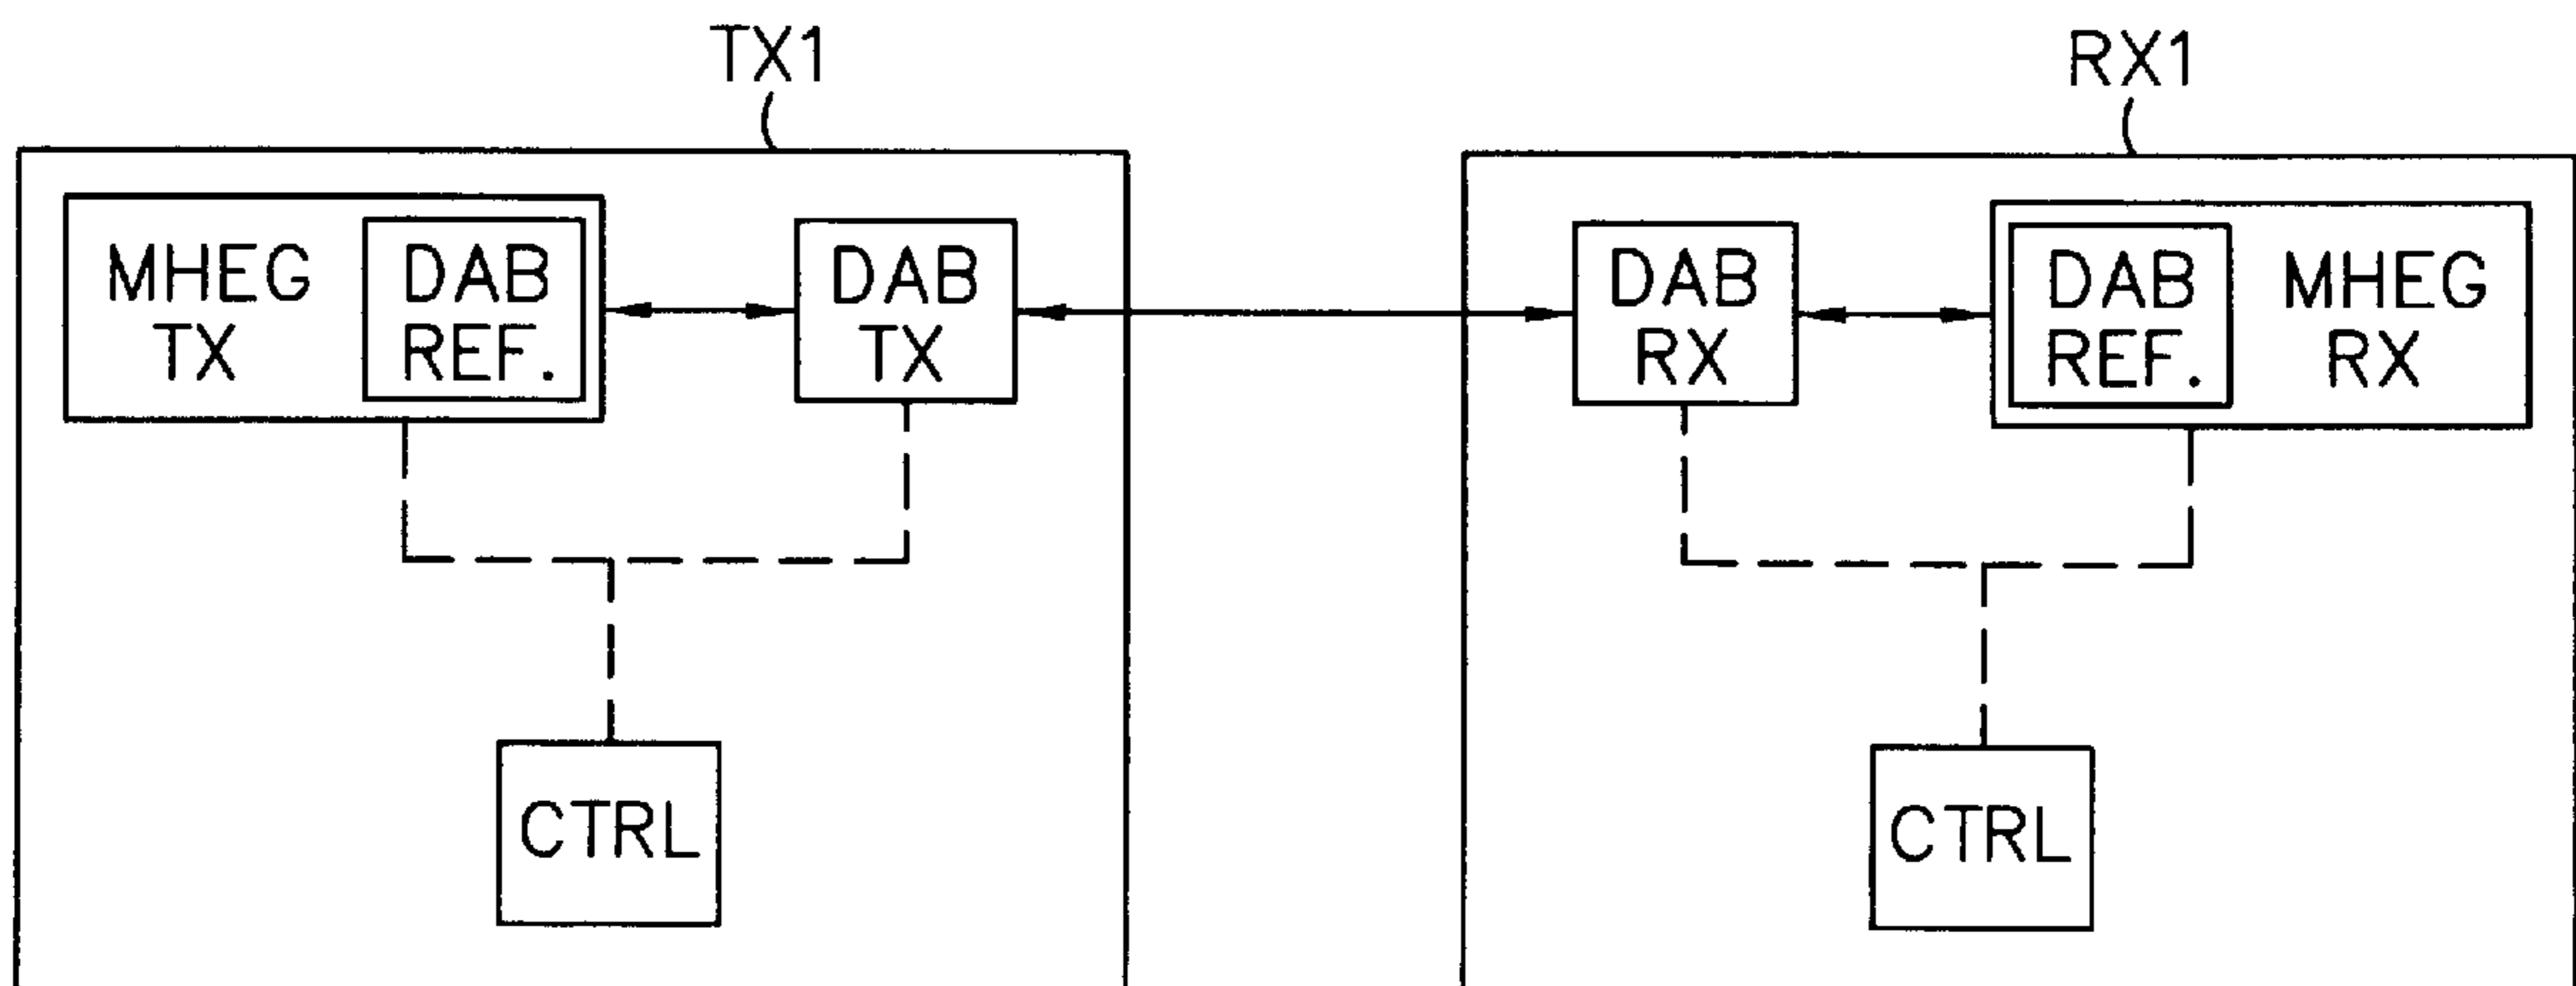 TX1
RX1
MHEG
TX
DAB
REF.
DAB
TX
DAB
RX
DAB
REF.
MHEG
RX
CTRL
CTRL